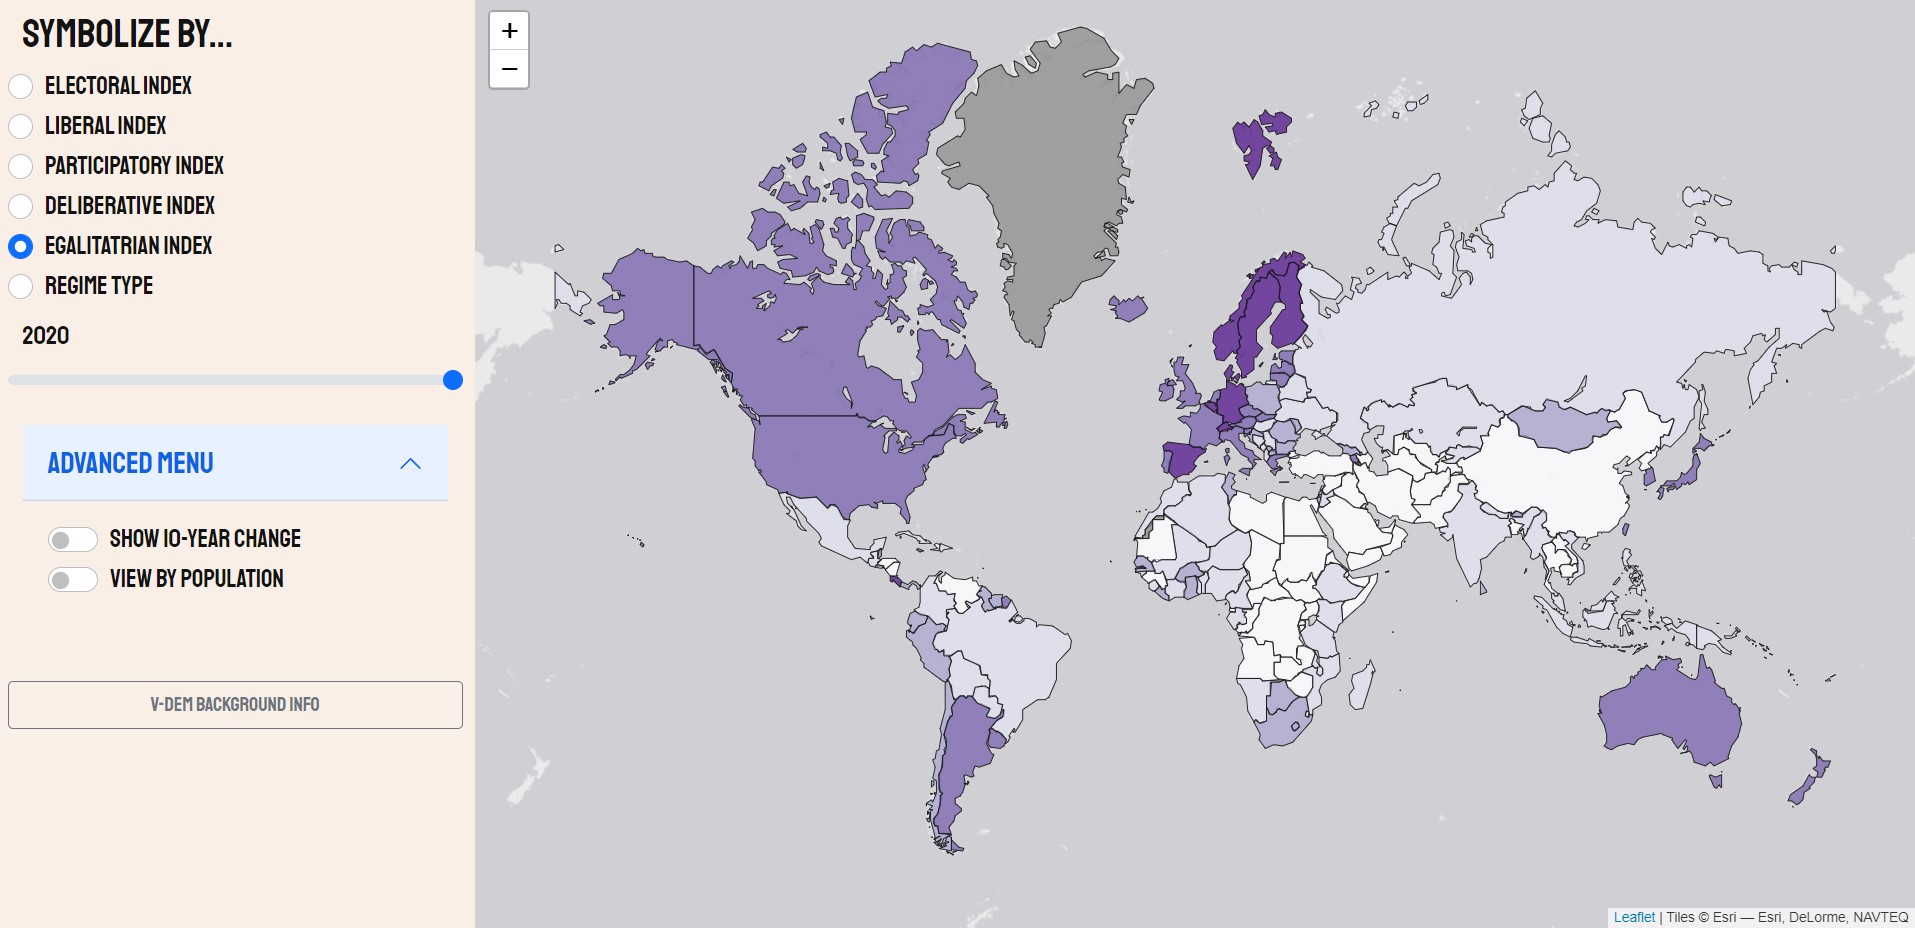 SYMBOLIZE BY...
ELECTORAL INDEX
LIBERAL INDEX
PARTICIPATORY INDEX
DELIBERATIVE INDEX
EGALITATRIAN INDEX
REGIME TYPE
2020
ADVANCED MENU
SHOW 10-YEAR CHANGE
VIEW BY POPULATION
V-DEM BACKGROUND INFO
+
−
Leaflet | Tiles © Esri — Esri, DeLorme, NAVTEQ